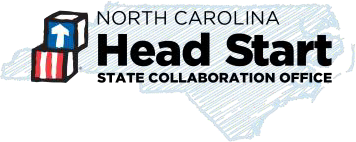 NORTH CAROLINA
Head Start
STATE COLLABORATION OFFICE